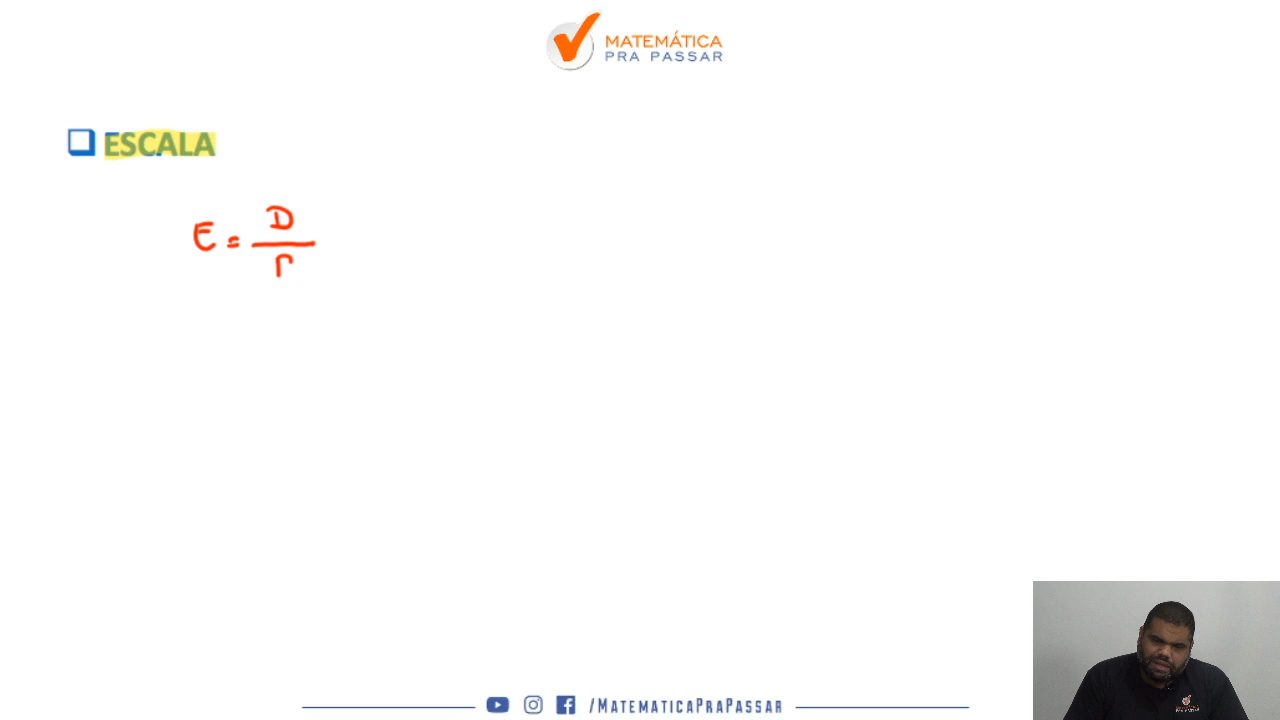 MATEMÁTICA
PRA PASSAR
ESCALA
E = D
r
/MATEMATICAPRAPASSAR